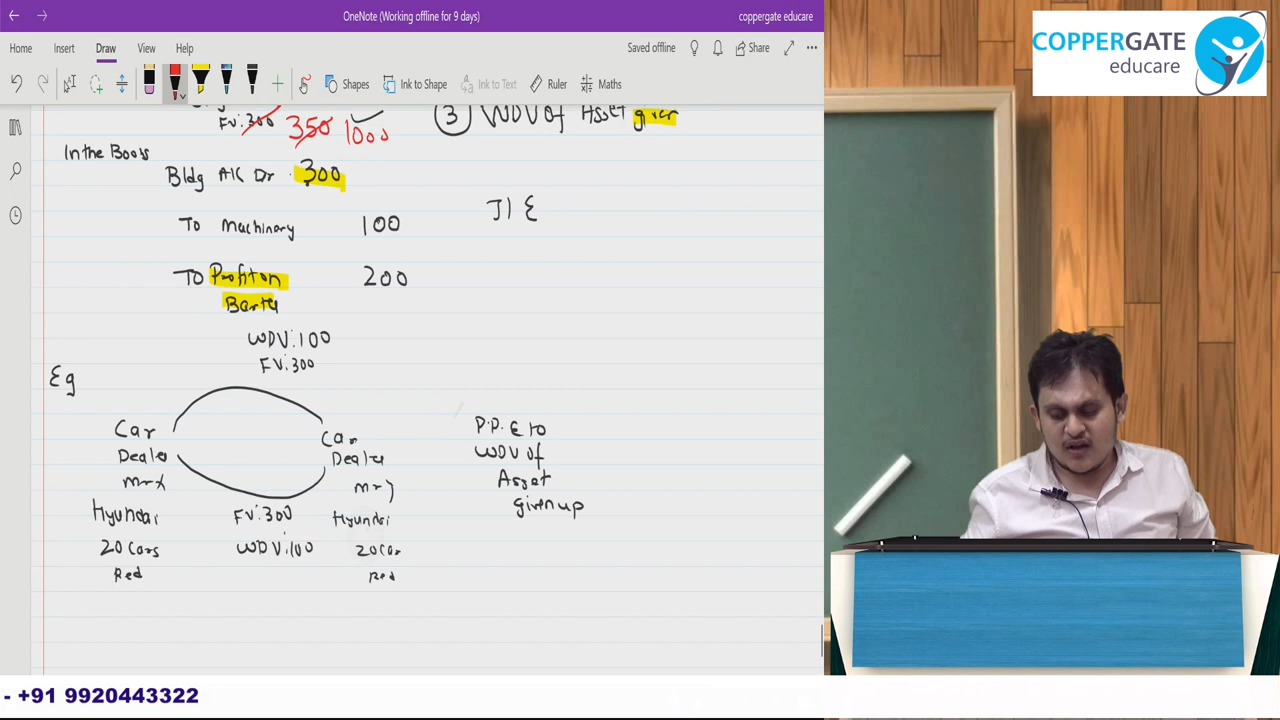 OneNote (Working offline for 9 days)
coppergate educare
Home Insert Draw View Help
Saved offline
Share
Shapes
Ink to Shape
Ink to Text
Ruler
Maths
COPPERGATE
educare
FV:300 350 1000
3 WDV of Asset given
In the Books
Bldg A/C Dr. 300
To Machinery 100
To Profit on 200
Barter
WDV:100
FV:300
Eg
Car
Dealer
Mr X
Hyundai
20 Cars
Red
FV:300
WDV:100
Car
Dealer
Mr Y
Hyundai
20 Car
Red
P.P.E to
WDV of
Asset
given up
- +91 9920443322